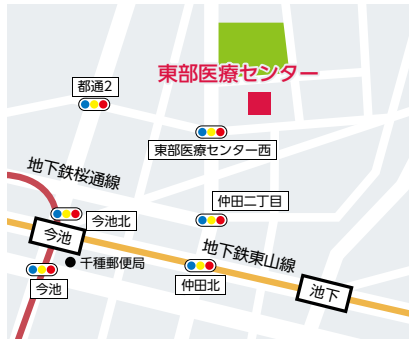 東部医療センター
都通2
東部医療センター西
地下鉄桜通線
仲田二丁目
今池北
今池
地下鉄東山線
千種郵便局
今池
仲田北
池下